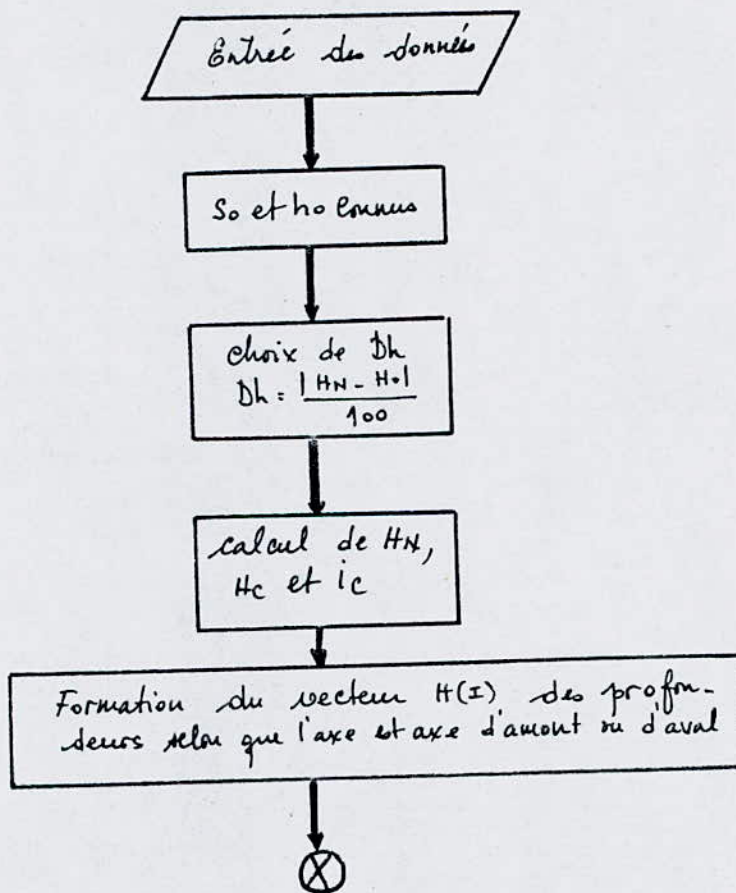 Entrée des données
So et ho connus
choix de Dh
Dh = |HN - Ho|
100
calcul de HN,
Hc et ic
Formation du vecteur H(I) des profon-
deurs selon que l'axe est axe d'amont ou d'aval
X